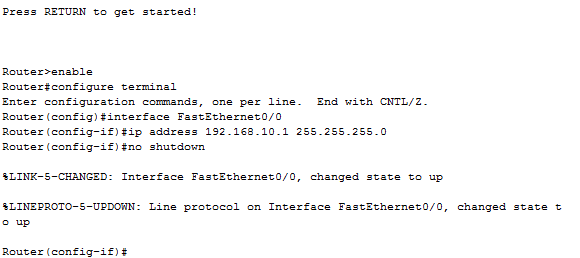 Press RETURN to get started!
Router>enable
Router#configure terminal
Enter configuration commands, one per line.  End with CNTL/Z.
Router(config)#interface FastEthernet0/0
Router(config-if)#ip address 192.168.10.1 255.255.255.0
Router(config-if)#no shutdown
%LINK-5-CHANGED: Interface FastEthernet0/0, changed state to up
%LINEPROTO-5-UPDOWN: Line protocol on Interface FastEthernet0/0, changed state t
o up
Router(config-if)#